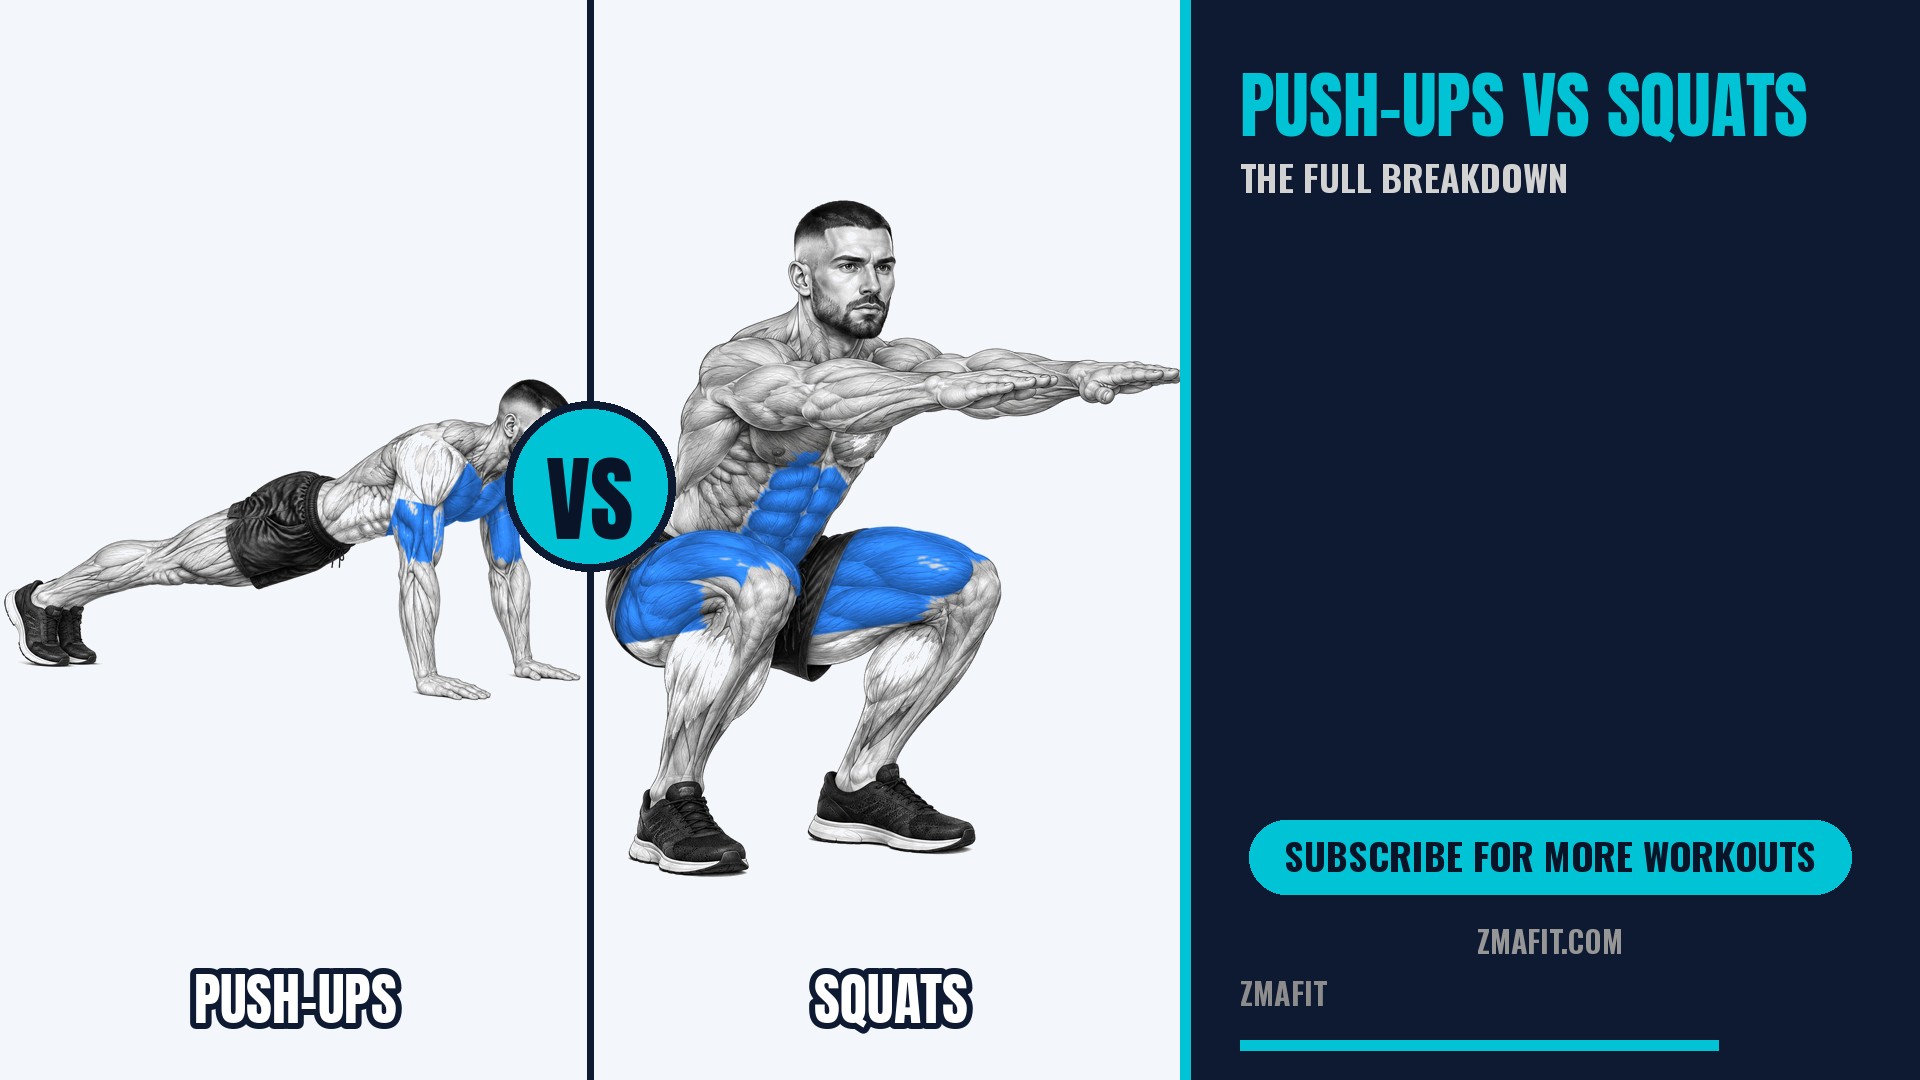 VS
PUSH-UPS
SQUATS
PUSH-UPS VS SQUATS
THE FULL BREAKDOWN
SUBSCRIBE FOR MORE WORKOUTS
ZMAFIT.COM
ZMAFIT